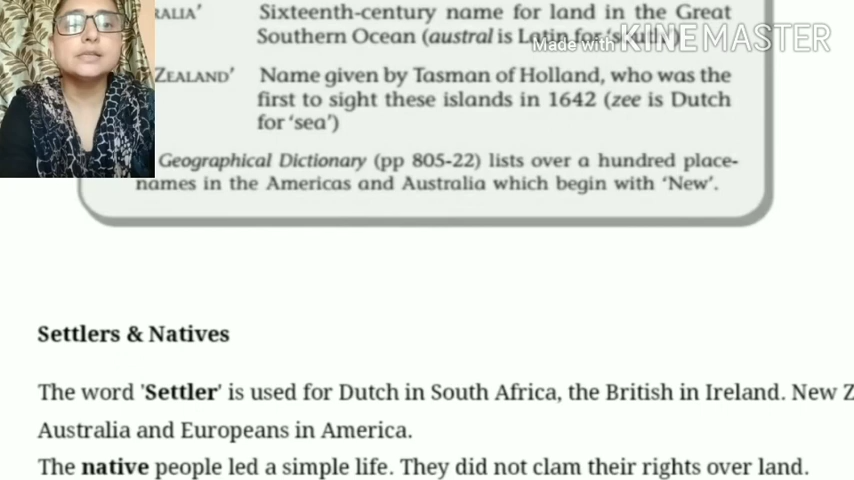 RALIA’ Sixteenth-century name for land in the Great
Southern Ocean (austral is Latin for ‘south’)
Made with KINEMASTER
ZEALAND’ Name given by Tasman of Holland, who was the
first to sight these islands in 1642 (zee is Dutch
for ‘sea’)
Geographical Dictionary (pp 805-22) lists over a hundred place-
names in the Americas and Australia which begin with ‘New’.
Settlers & Natives
The word 'Settler' is used for Dutch in South Africa, the British in Ireland. New Z
Australia and Europeans in America.
The native people led a simple life. They did not clam their rights over land.